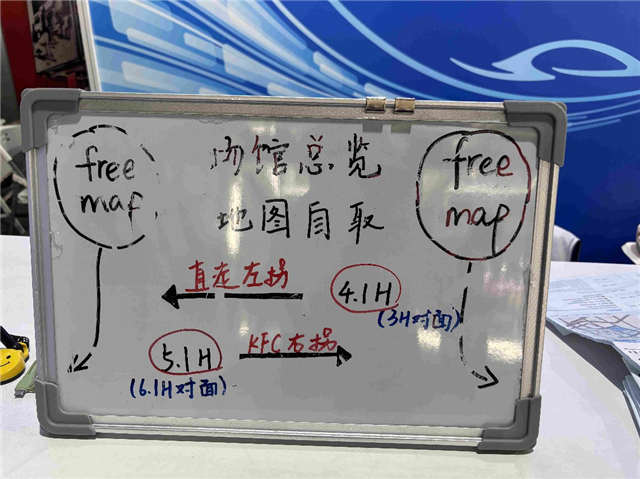 free map
场馆总览
地图自取
free map
直走左拐
4.1H
(3H对面)
5.1H
KFC右拐
(6.1H对面)